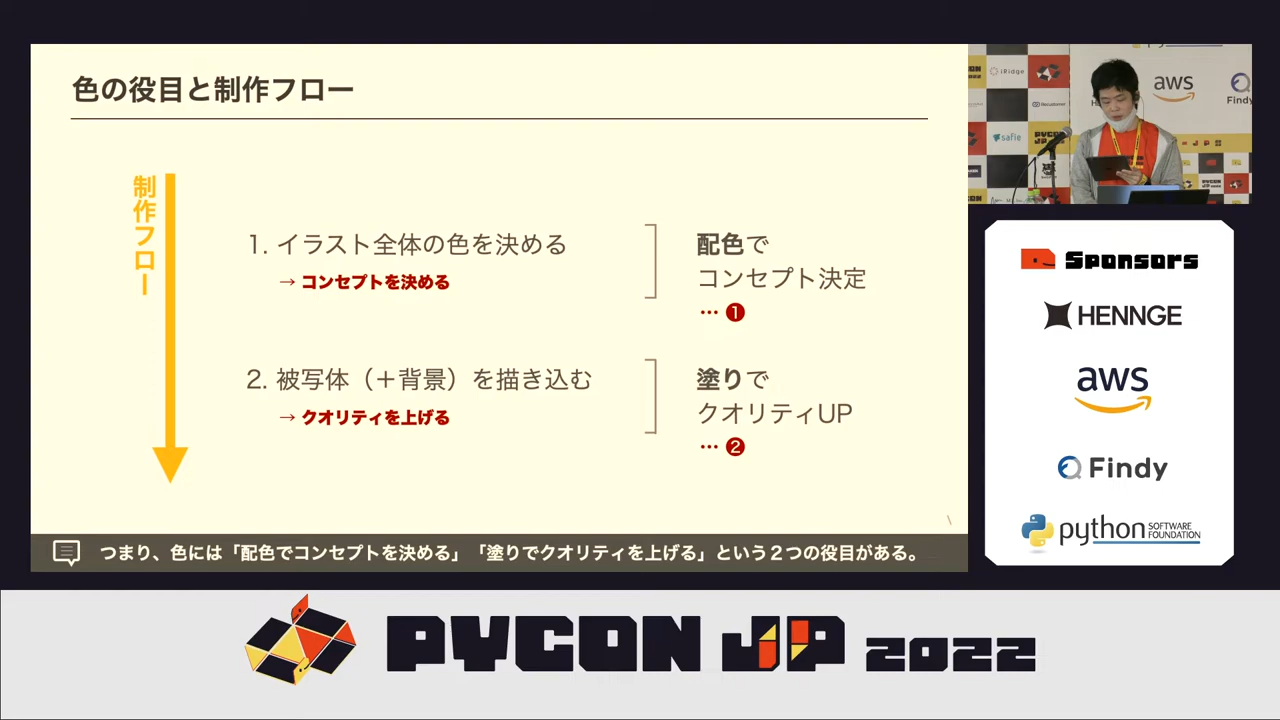 色の役目と制作フロー
制作フロー
1. イラスト全体の色を決める
→ コンセプトを決める
配色で
コンセプト決定
… ❶
2. 被写体（＋背景）を描き込む
→ クオリティを上げる
塗りで
クオリティUP
… ❷
\
つまり、色には「配色でコンセプトを決める」「塗りでクオリティを上げる」という２つの役目がある。
iRidge
aws
Findy
safie
PYCON
Sponsors
HENNGE
aws
Findy
python SOFTWARE FOUNDATION
PYCON JP 2022